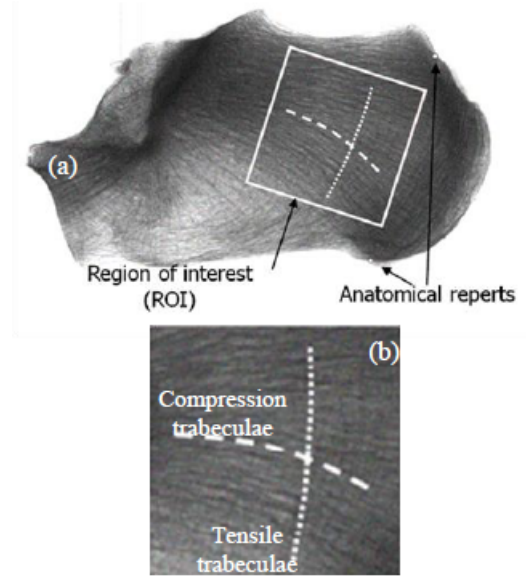 (a)
Region of interest
(ROI)
Anatomical reperts
(b)
Compression
trabeculae
Tensile
trabeculae